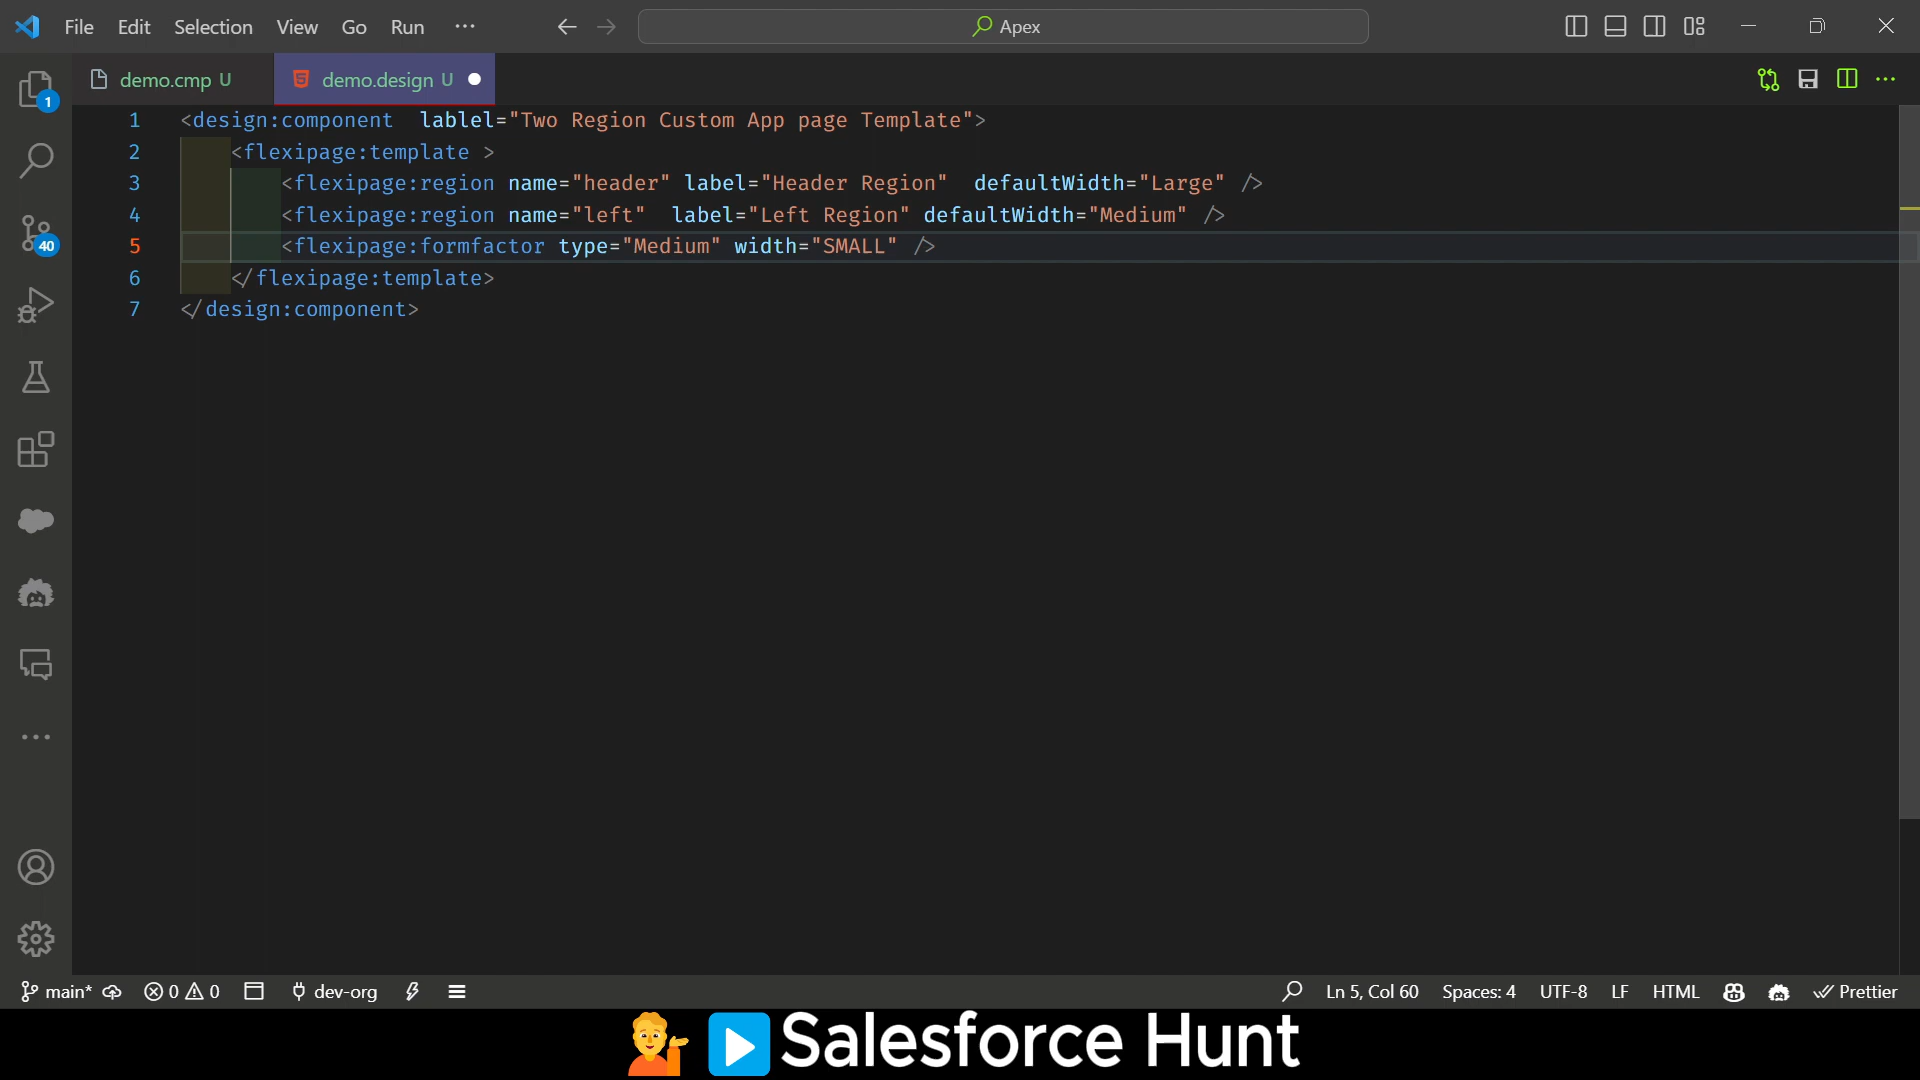 File Edit Selection View Go Run ··· Apex
demo.cmp U demo.design U
1
40
1 <design:component  lablel="Two Region Custom App page Template">
2 <flexipage:template >
3 <flexipage:region name="header" label="Header Region"  defaultWidth="Large" />
4 <flexipage:region name="left"  label="Left Region" defaultWidth="Medium" />
5 <flexipage:formfactor type="Medium" width="SMALL" />
6 </flexipage:template>
7 </design:component>
main* 0 0 dev-org Ln 5, Col 60 Spaces: 4 UTF-8 LF HTML Prettier
Salesforce Hunt